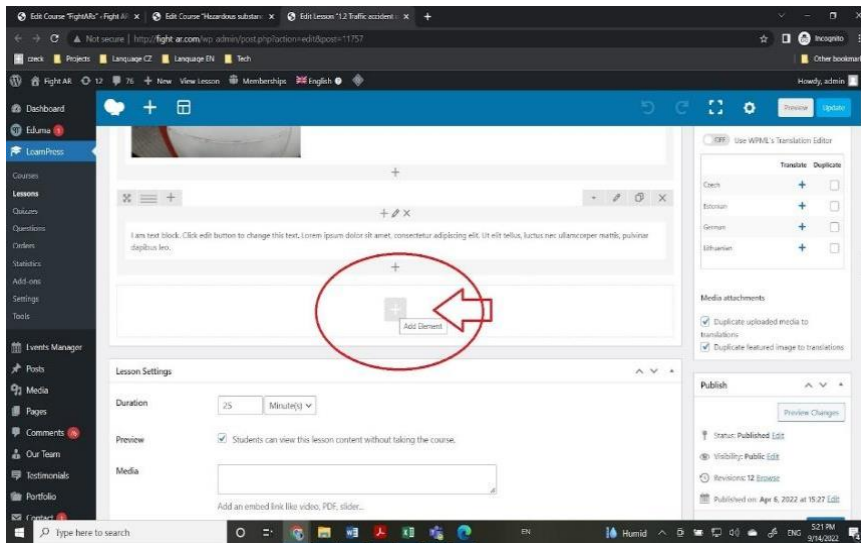 Edit Course "FightARs" - Fight AR
Edit Course "Hazardous substanc
Edit Lesson "1.2 Traffic accident
Not secure | http://fight ar.com/wp admin/post.php?action=edit&post=11757
Incognito
czeck
Projects
Lanquage CZ
Lanquage EN
Tech
Other bookmar
Fight AR
12
76
New
View Lesson
Memberships
English
Howdy, admin
Dashboard
Eduma 1
LearnPress
Courses
Lessons
Quizzes
Questions
Orders
Statistics
Add-ons
Settings
Tools
Events Manager
Posts
Media
Pages
Comments
Our Team
Testimonials
Portfolio
Contact
Preview
Update
I am text block. Click edit button to change this text. Lorem ipsum dolor sit amet, consectetur adipiscing elit. Ut elit tellus, luctus nec ullamcorper mattis, pulvinar
dapibus leo.
Add Element
Lesson Settings
Duration
25
Minute(s)
Preview
Students can view this lesson content without taking the course.
Media
Add an embed link like video, PDF, slider...
OFF
Use WPML's Translation Editor
Translate Duplicate
Czech
Estonian
German
Lithuanian
Media attachments
Duplicate uploaded media to
translations
Duplicate featured image to translations
Publish
Preview Changes
Status: Published Edit
Visibility: Public Edit
Revisions: 12 Browse
Published on: Apr 6, 2022 at 15:27 Edit
Type here to search
EN
Humid
ENG
5:21 PM
9/14/2022